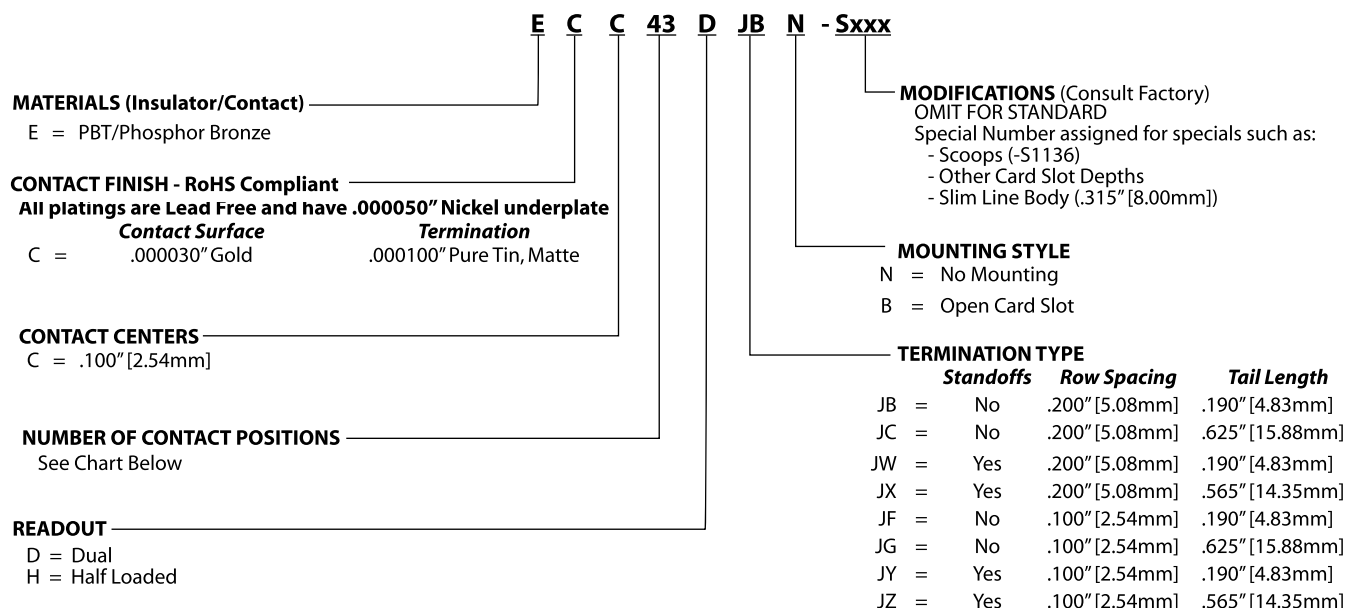 E C C 43 D JB N - Sxxx
MATERIALS (Insulator/Contact)
E = PBT/Phosphor Bronze
CONTACT FINISH - RoHS Compliant
All platings are Lead Free and have .000050" Nickel underplate
Contact Surface Termination
C = .000030" Gold .000100" Pure Tin, Matte
CONTACT CENTERS
C = .100" [2.54mm]
NUMBER OF CONTACT POSITIONS
See Chart Below
READOUT
D = Dual
H = Half Loaded
MODIFICATIONS (Consult Factory)
OMIT FOR STANDARD
Special Number assigned for specials such as:
- Scoops (-S1136)
- Other Card Slot Depths
- Slim Line Body (.315" [8.00mm])
MOUNTING STYLE
N = No Mounting
B = Open Card Slot
TERMINATION TYPE
Standoffs Row Spacing Tail Length
JB = No .200" [5.08mm] .190" [4.83mm]
JC = No .200" [5.08mm] .625" [15.88mm]
JW = Yes .200" [5.08mm] .190" [4.83mm]
JX = Yes .200" [5.08mm] .565" [14.35mm]
JF = No .100" [2.54mm] .190" [4.83mm]
JG = No .100" [2.54mm] .625" [15.88mm]
JY = Yes .100" [2.54mm] .190" [4.83mm]
JZ = Yes .100" [2.54mm] .565" [14.35mm]